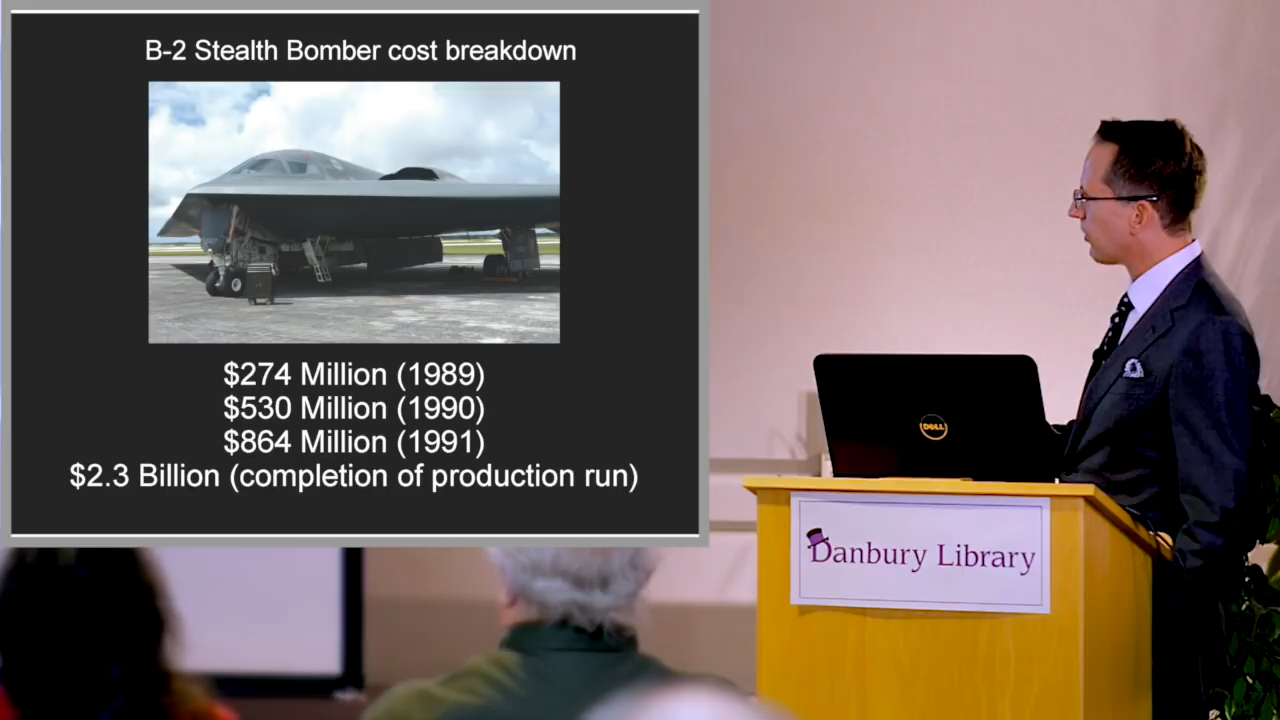 B-2 Stealth Bomber cost breakdown
$274 Million (1989)
$530 Million (1990)
$864 Million (1991)
$2.3 Billion (completion of production run)
DELL
Danbury Library